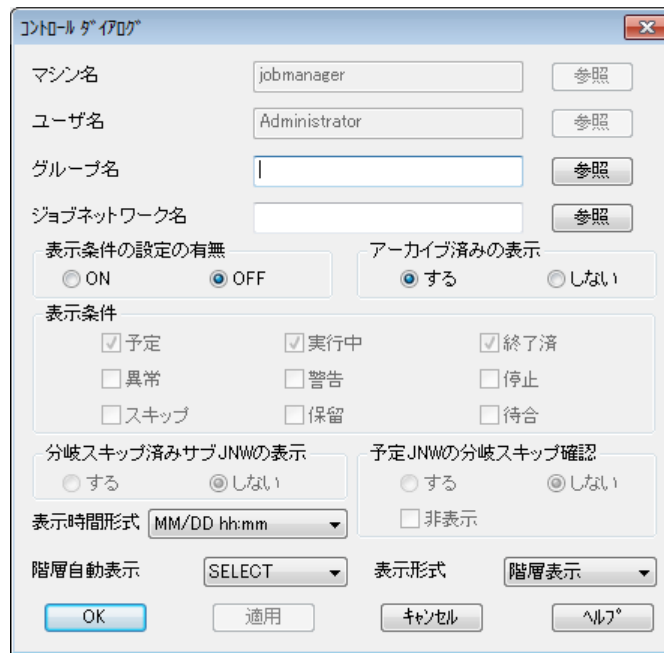 コントロール ダイアログ
マシン名 jobmanager 参照
ユーザ名 Administrator 参照
グループ名 参照
ジョブネットワーク名 参照
表示条件の設定の有無 アーカイブ済みの表示
ON OFF する しない
表示条件
予定 実行中 終了済
異常 警告 停止
スキップ 保留 待合
分岐スキップ済みサブJNWの表示 予定JNWの分岐スキップ確認
する しない する しない
表示時間形式 MM/DD hh:mm 非表示
階層自動表示 SELECT 表示形式 階層表示
OK 適用 キャンセル ヘルプ